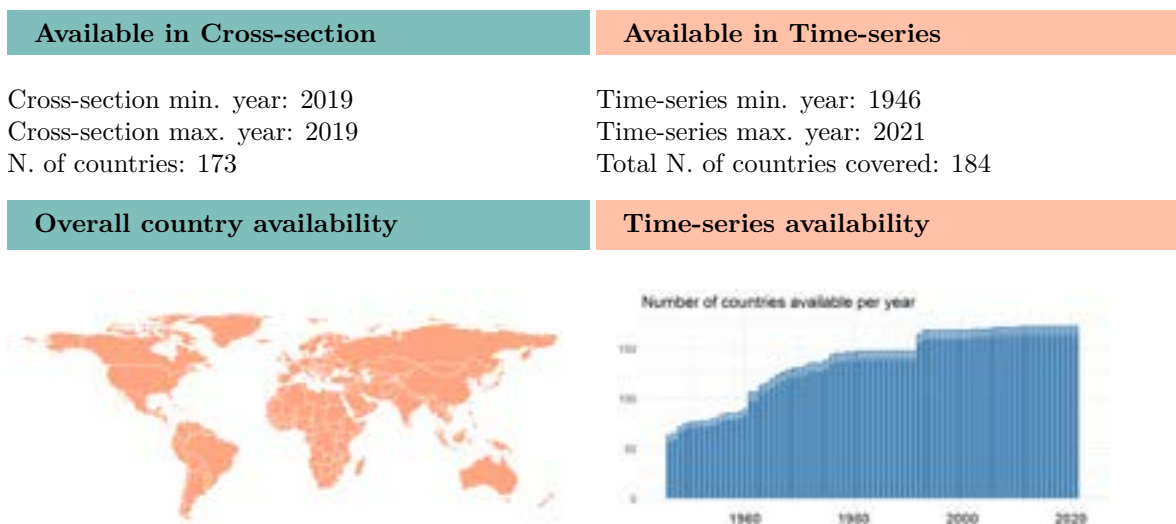 Available in Cross-section
Available in Time-series
Cross-section min. year: 2019
Cross-section max. year: 2019
N. of countries: 173
Time-series min. year: 1946
Time-series max. year: 2021
Total N. of countries covered: 184
Overall country availability
Time-series availability
Number of countries available per year
150
100
50
0
1960
1980
2000
2020